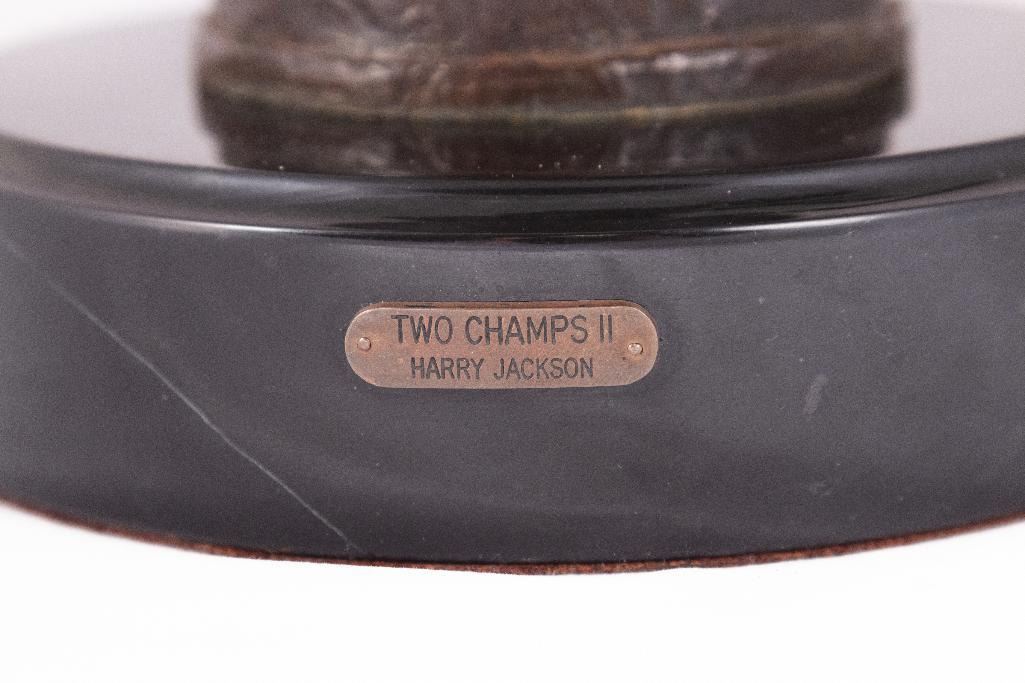 TWO CHAMPS II
HARRY JACKSON